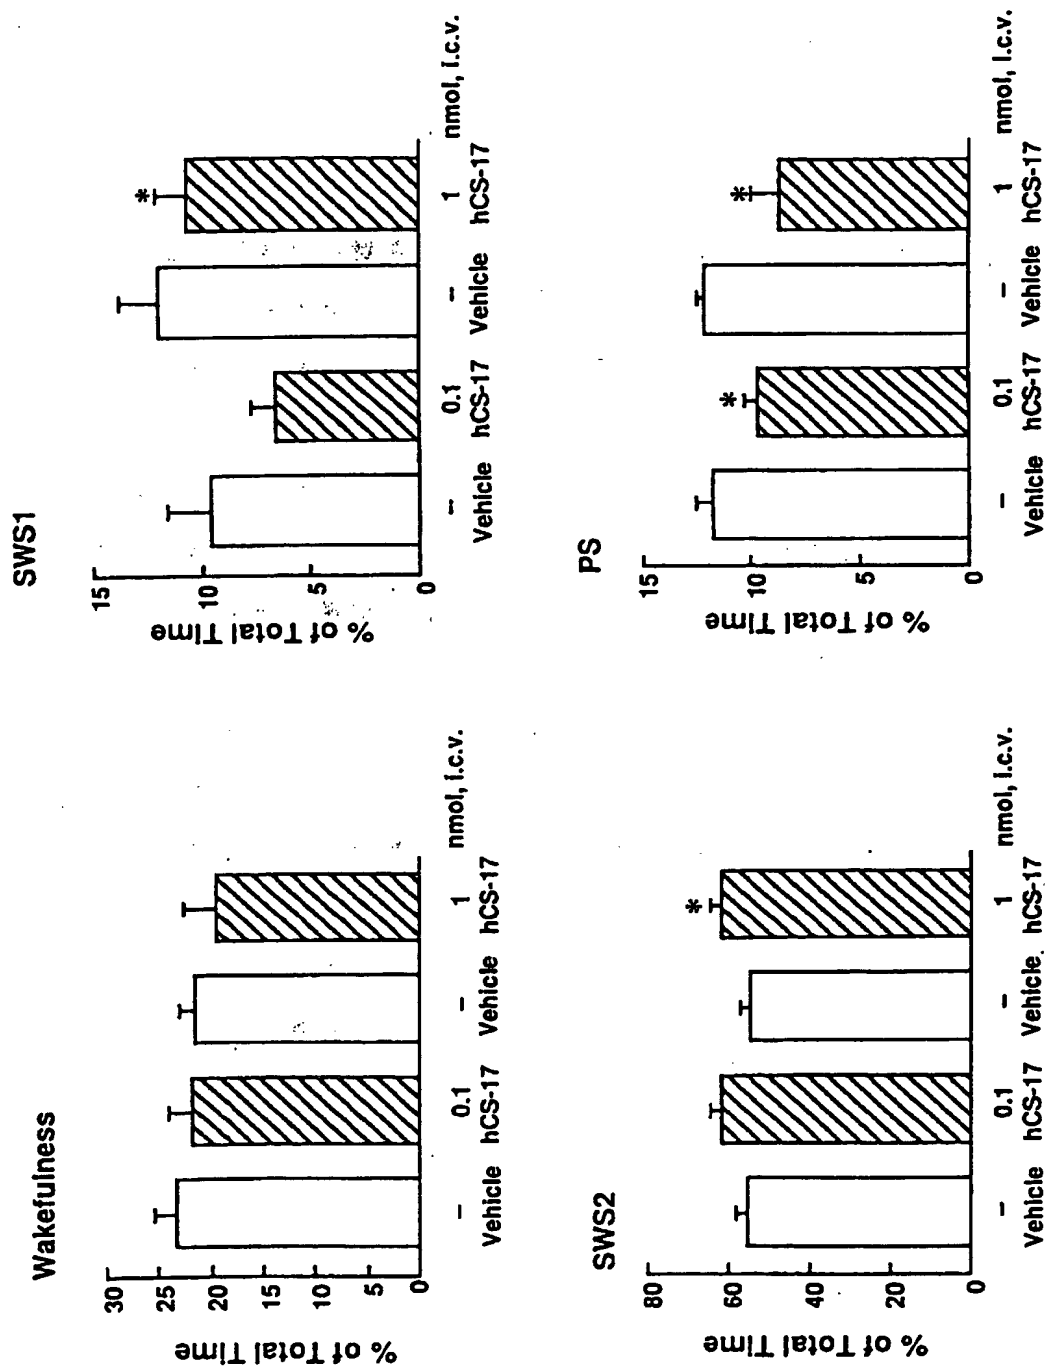 Wakefulness
% of Total Time
30
25
20
15
10
5
0
– 0.1 – 1 nmol, i.c.v.
Vehicle hCS-17 Vehicle hCS-17
SWS1
% of Total Time
15
10
5
0
*
– 0.1 – 1 nmol, i.c.v.
Vehicle hCS-17 Vehicle hCS-17
SWS2
% of Total Time
80
60
40
20
0
*
– 0.1 – 1 nmol, i.c.v.
Vehicle hCS-17 Vehicle. hCS-17
PS
% of Total Time
15
10
5
0
* *
– 0.1 – 1 nmol, i.c.v.
Vehicle hCS-17 Vehicle hCS-17